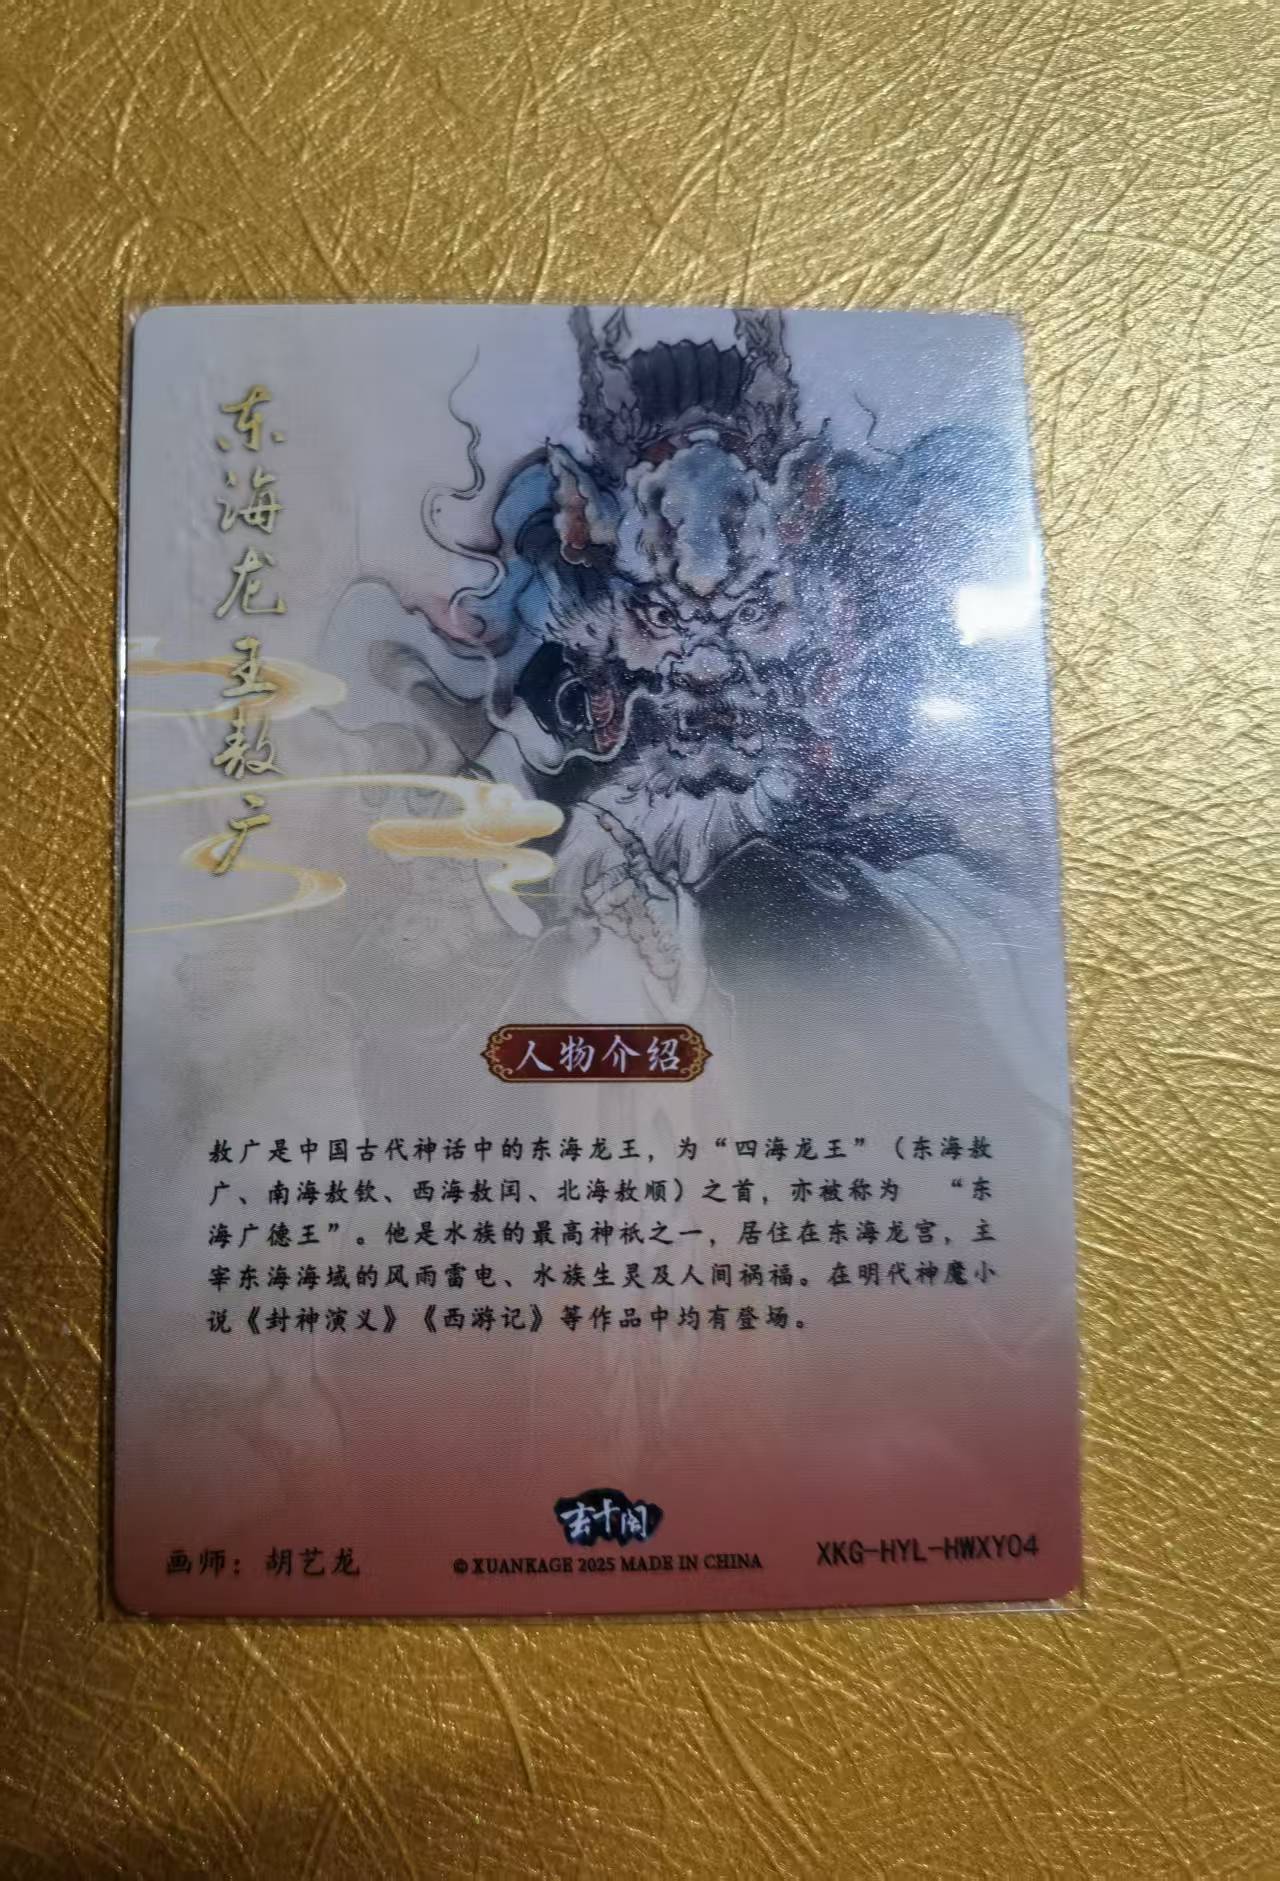 东海龙王敖广
人物介绍
敖广是中国古代神话中的东海龙王，为“四海龙王”（东海敖
广、南海敖钦、西海敖闰、北海敖顺）之首，亦被称为 “东
海广德王”。他是水族的最高神祇之一，居住在东海龙宫，主
宰东海海域的风雨雷电、水族生灵及人间祸福。在明代神魔小
说《封神演义》《西游记》等作品中均有登场。
玄卡阁
画师：胡艺龙
© XUANKAGE 2025 MADE IN CHINA
XKG-HYL-HWXY04